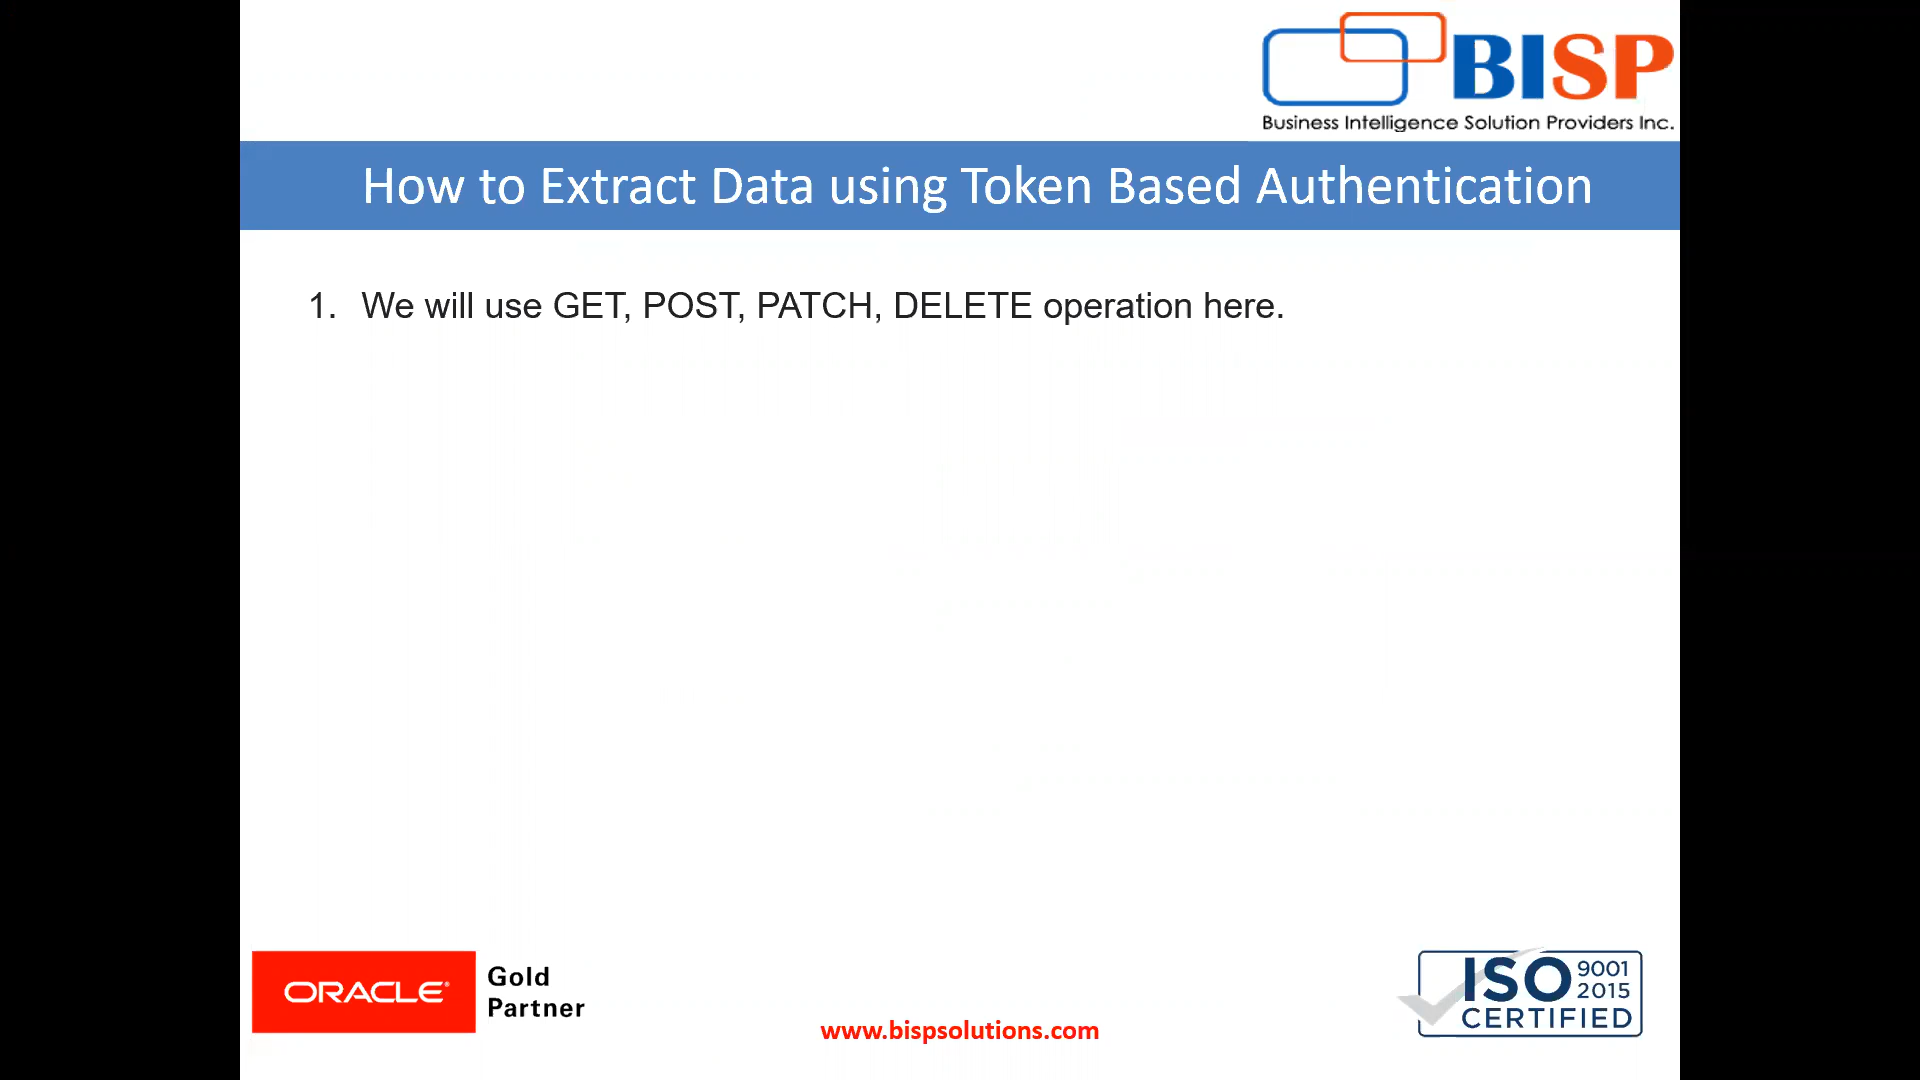 BISP
Business Intelligence Solution Providers Inc.
How to Extract Data using Token Based Authentication
1. We will use GET, POST, PATCH, DELETE operation here.
ORACLE®
Gold
Partner
www.bispsolutions.com
ISO 9001
2015
CERTIFIED